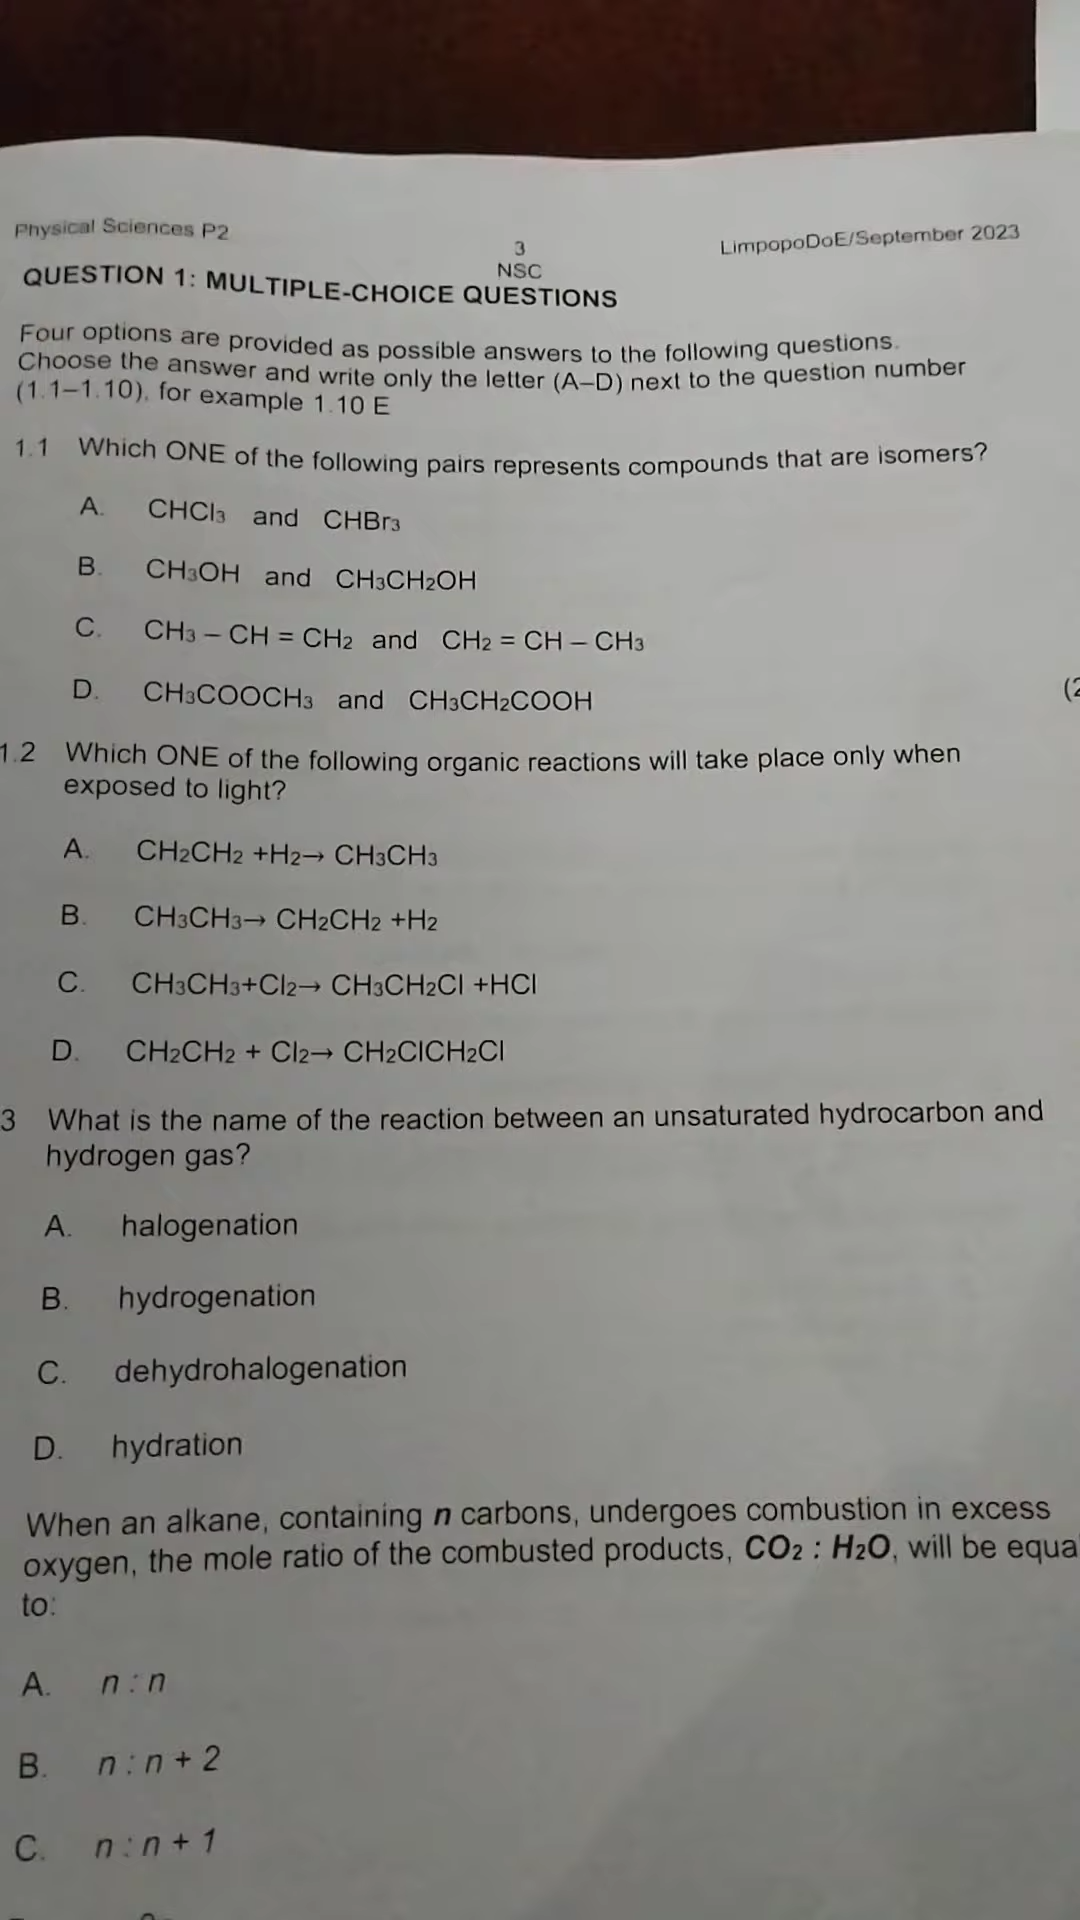 Physical Sciences P2
3
LimpopoDoE/September 2023
NSC
QUESTION 1: MULTIPLE-CHOICE QUESTIONS
Four options are provided as possible answers to the following questions.
Choose the answer and write only the letter (A–D) next to the question number
(1.1–1.10), for example 1.10 E
1.1 Which ONE of the following pairs represents compounds that are isomers?
A. CHCl₃ and CHBr₃
B. CH₃OH and CH₃CH₂OH
C. CH₃ – CH = CH₂ and CH₂ = CH – CH₃
D. CH₃COOCH₃ and CH₃CH₂COOH
(2
1.2 Which ONE of the following organic reactions will take place only when
exposed to light?
A. CH₂CH₂ +H₂→ CH₃CH₃
B. CH₃CH₃→ CH₂CH₂ +H₂
C. CH₃CH₃+Cl₂→ CH₃CH₂Cl +HCl
D. CH₂CH₂ + Cl₂→ CH₂ClCH₂Cl
3 What is the name of the reaction between an unsaturated hydrocarbon and
hydrogen gas?
A. halogenation
B. hydrogenation
C. dehydrohalogenation
D. hydration
When an alkane, containing n carbons, undergoes combustion in excess
oxygen, the mole ratio of the combusted products, CO₂ : H₂O, will be equa
to:
A. n : n
B. n : n + 2
C. n : n + 1